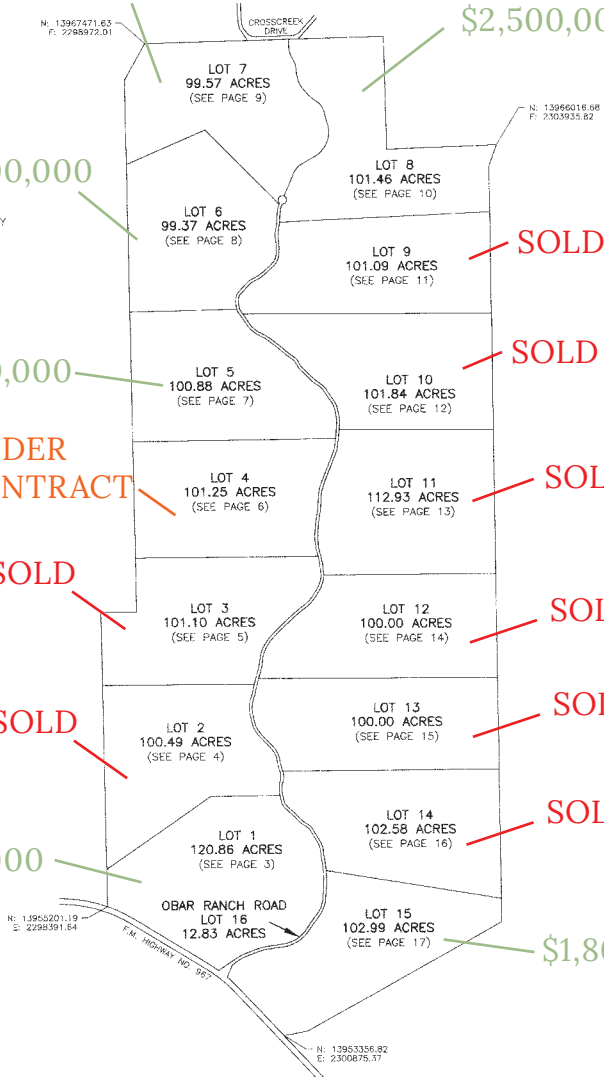 CROSSCREEK
DRIVE
N: 13967471.63
E: 2298972.01
$2,500,00
LOT 7
99.57 ACRES
(SEE PAGE 9)
N: 13966016.68
E: 2303935.82
LOT 8
101.46 ACRES
(SEE PAGE 10)
00,000
LOT 6
99.37 ACRES
(SEE PAGE 8)
Y
LOT 9
101.09 ACRES
(SEE PAGE 11)
SOLD
LOT 5
100.88 ACRES
(SEE PAGE 7)
0,000
LOT 10
101.84 ACRES
(SEE PAGE 12)
SOLD
DER
NTRACT
LOT 4
101.25 ACRES
(SEE PAGE 6)
LOT 11
112.93 ACRES
(SEE PAGE 13)
SOL
SOLD
LOT 3
101.10 ACRES
(SEE PAGE 5)
LOT 12
100.00 ACRES
(SEE PAGE 14)
SOL
LOT 13
100.00 ACRES
(SEE PAGE 15)
SOL
SOLD
LOT 2
100.49 ACRES
(SEE PAGE 4)
LOT 14
102.58 ACRES
(SEE PAGE 16)
SOL
LOT 1
120.86 ACRES
(SEE PAGE 3)
00
OBAR RANCH ROAD
LOT 16
12.83 ACRES
LOT 15
102.99 ACRES
(SEE PAGE 17)
N: 13955201.19
E: 2298391.64
F.M. HIGHWAY NO. 967
$1,80
N: 13953356.82
E: 2300875.37